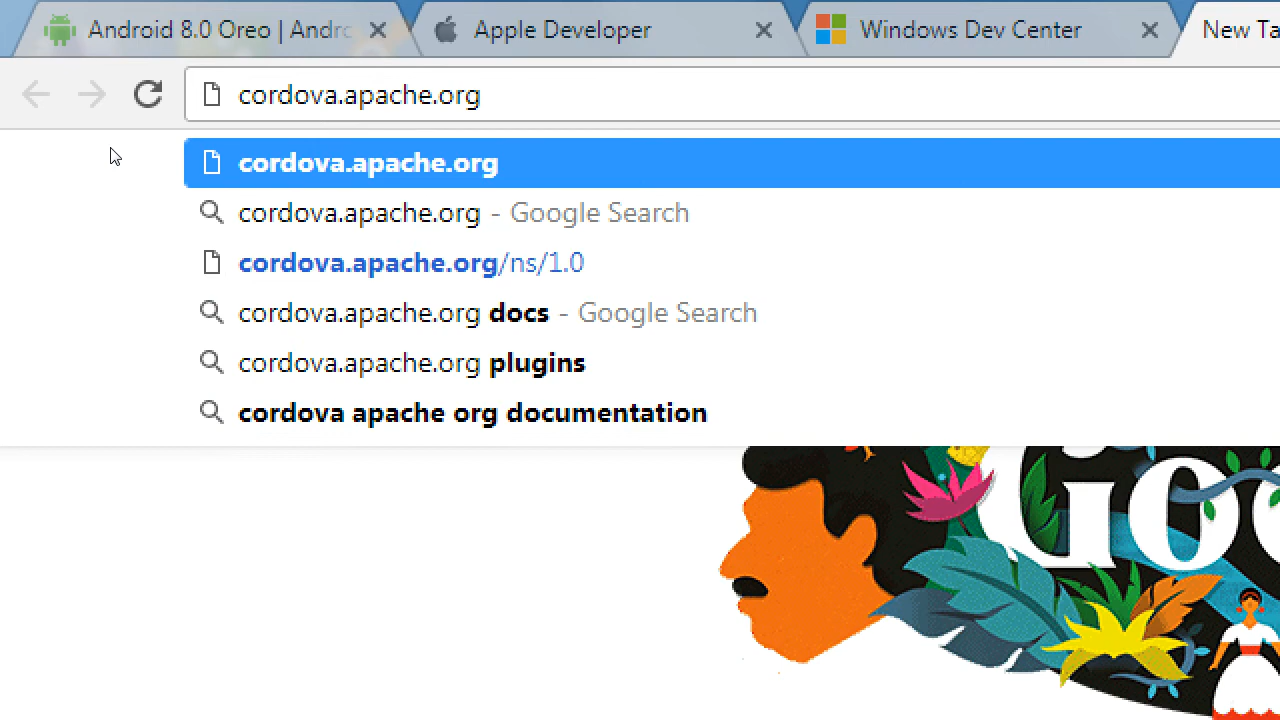 Android 8.0 Oreo | Andrc
Apple Developer
Windows Dev Center
New Ta
cordova.apache.org
cordova.apache.org
cordova.apache.org - Google Search
cordova.apache.org/ns/1.0
cordova.apache.org docs - Google Search
cordova.apache.org plugins
cordova apache org documentation
Goo